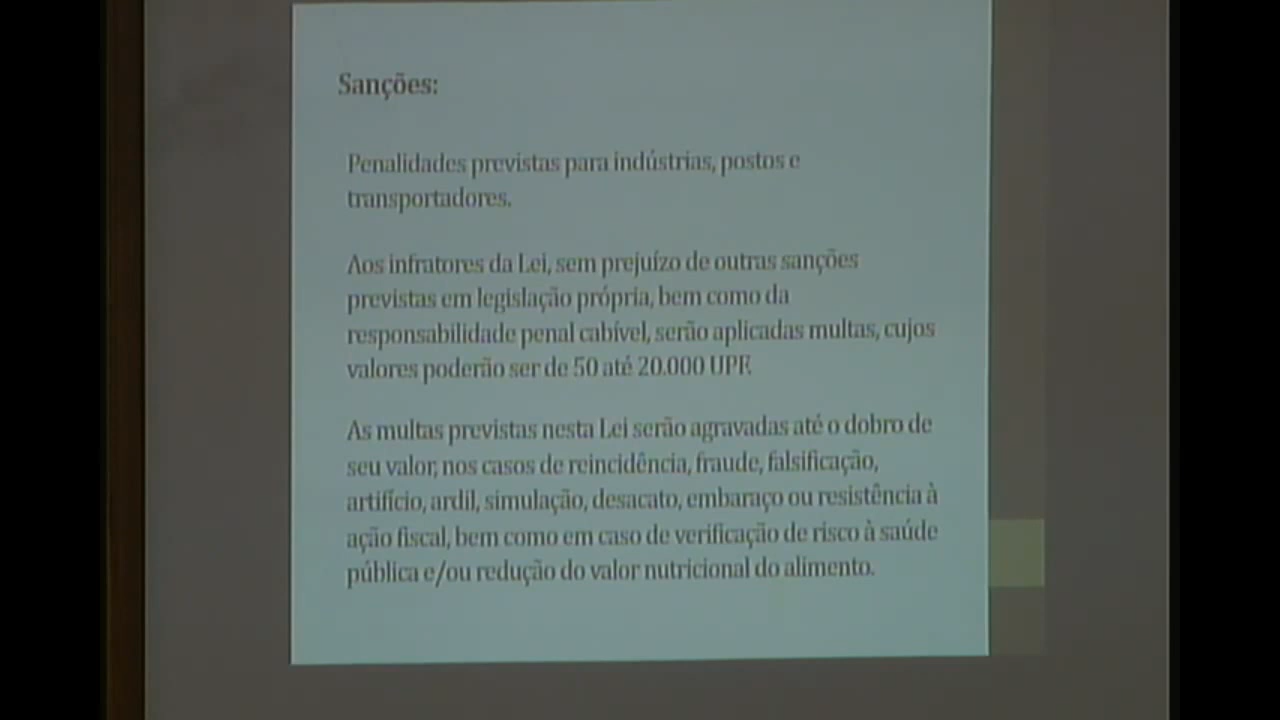 Sanções:
Penalidades previstas para indústrias, postos e
transportadores.
Aos infratores da Lei, sem prejuízo de outras sanções
previstas em legislação própria, bem como da
responsabilidade penal cabível, serão aplicadas multas, cujos
valores poderão ser de 50 até 20.000 UPF.
As multas previstas nesta Lei serão agravadas até o dobro de
seu valor, nos casos de reincidência, fraude, falsificação,
artifício, ardil, simulação, desacato, embaraço ou resistência à
ação fiscal, bem como em caso de verificação de risco à saúde
pública e/ou redução do valor nutricional do alimento.